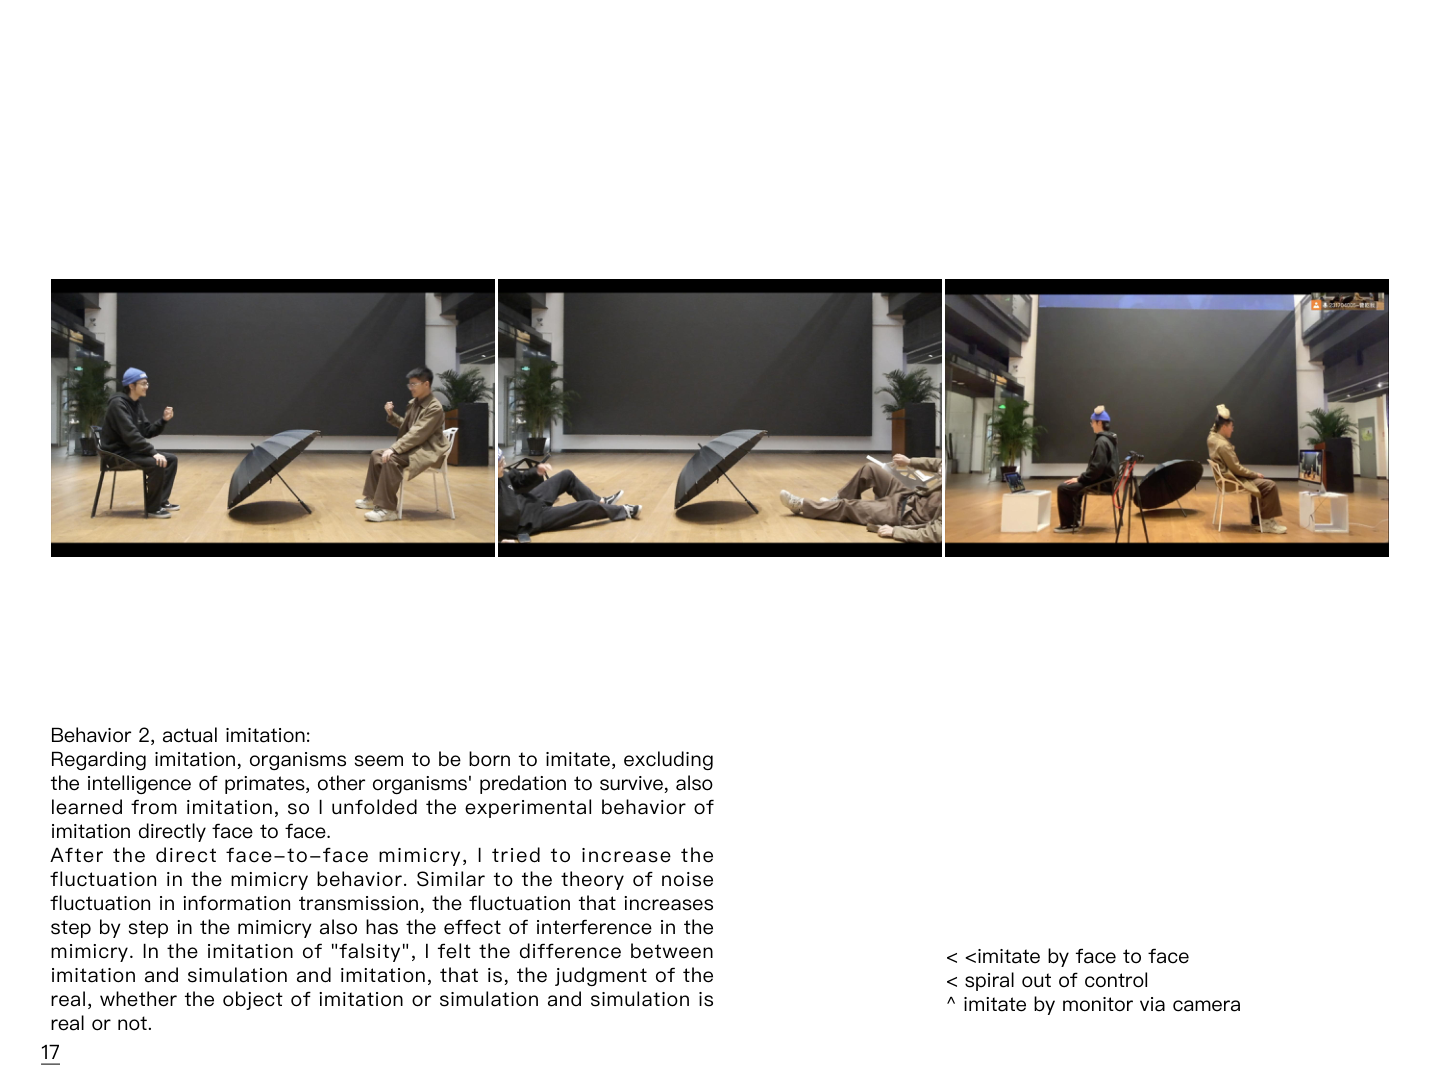 Behavior 2, actual imitation:
Regarding imitation, organisms seem to be born to imitate, excluding
the intelligence of primates, other organisms' predation to survive, also
learned from imitation, so I unfolded the experimental behavior of
imitation directly face to face.
After the direct face-to-face mimicry, I tried to increase the
fluctuation in the mimicry behavior. Similar to the theory of noise
fluctuation in information transmission, the fluctuation that increases
step by step in the mimicry also has the effect of interference in the
mimicry. In the imitation of "falsity", I felt the difference between
imitation and simulation and imitation, that is, the judgment of the
real, whether the object of imitation or simulation and simulation is
real or not.
< <imitate by face to face
< spiral out of control
^ imitate by monitor via camera
17